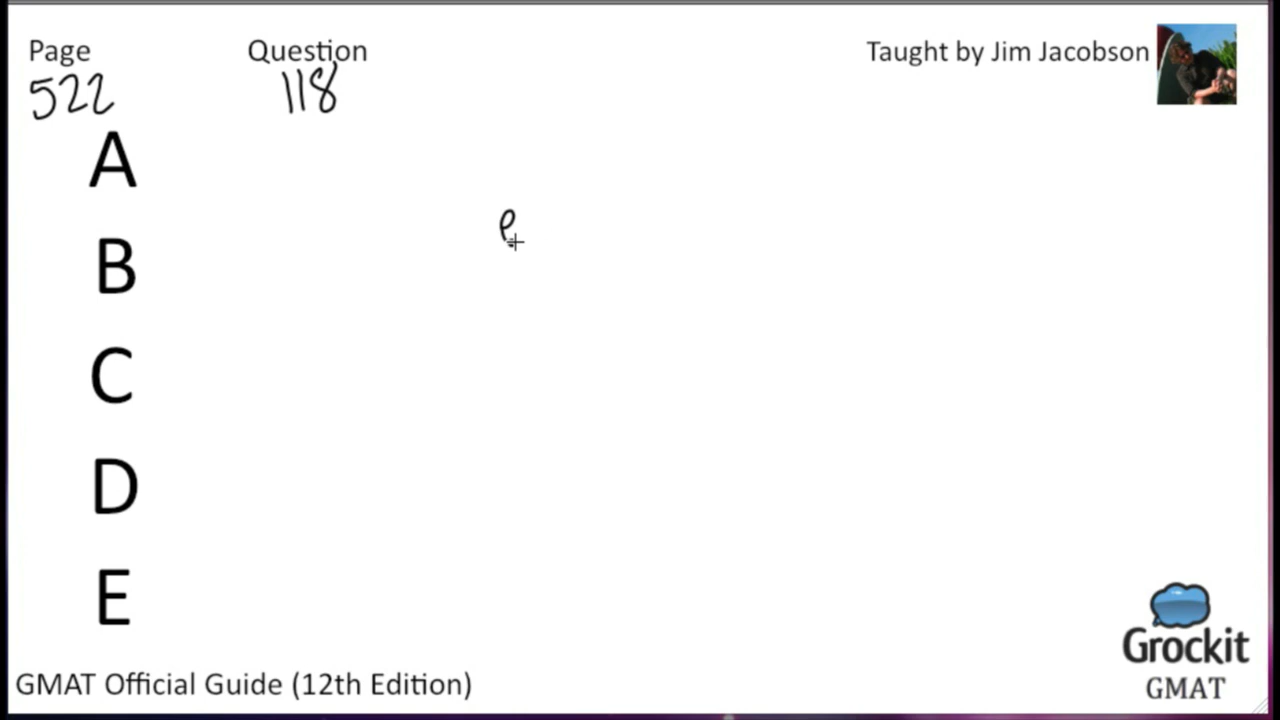 Page Question Taught by Jim Jacobson
522 118
A
e
B
C
D
E
Grockit
GMAT
GMAT Official Guide (12th Edition)